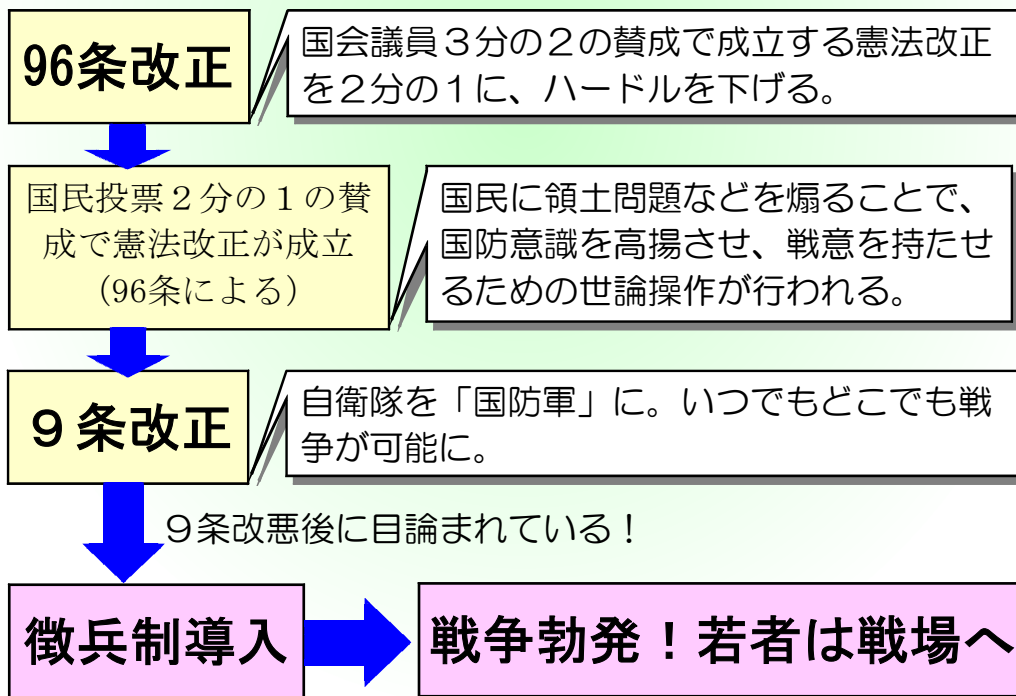 96条改正
国会議員３分の２の賛成で成立する憲法改正
を２分の１に、ハードルを下げる。
国民投票２分の１の賛
成で憲法改正が成立
（96条による）
国民に領土問題などを煽ることで、
国防意識を高揚させ、戦意を持たせ
るための世論操作が行われる。
９条改正
自衛隊を「国防軍」に。いつでもどこでも戦
争が可能に。
９条改悪後に目論まれている！
徴兵制導入
戦争勃発！若者は戦場へ